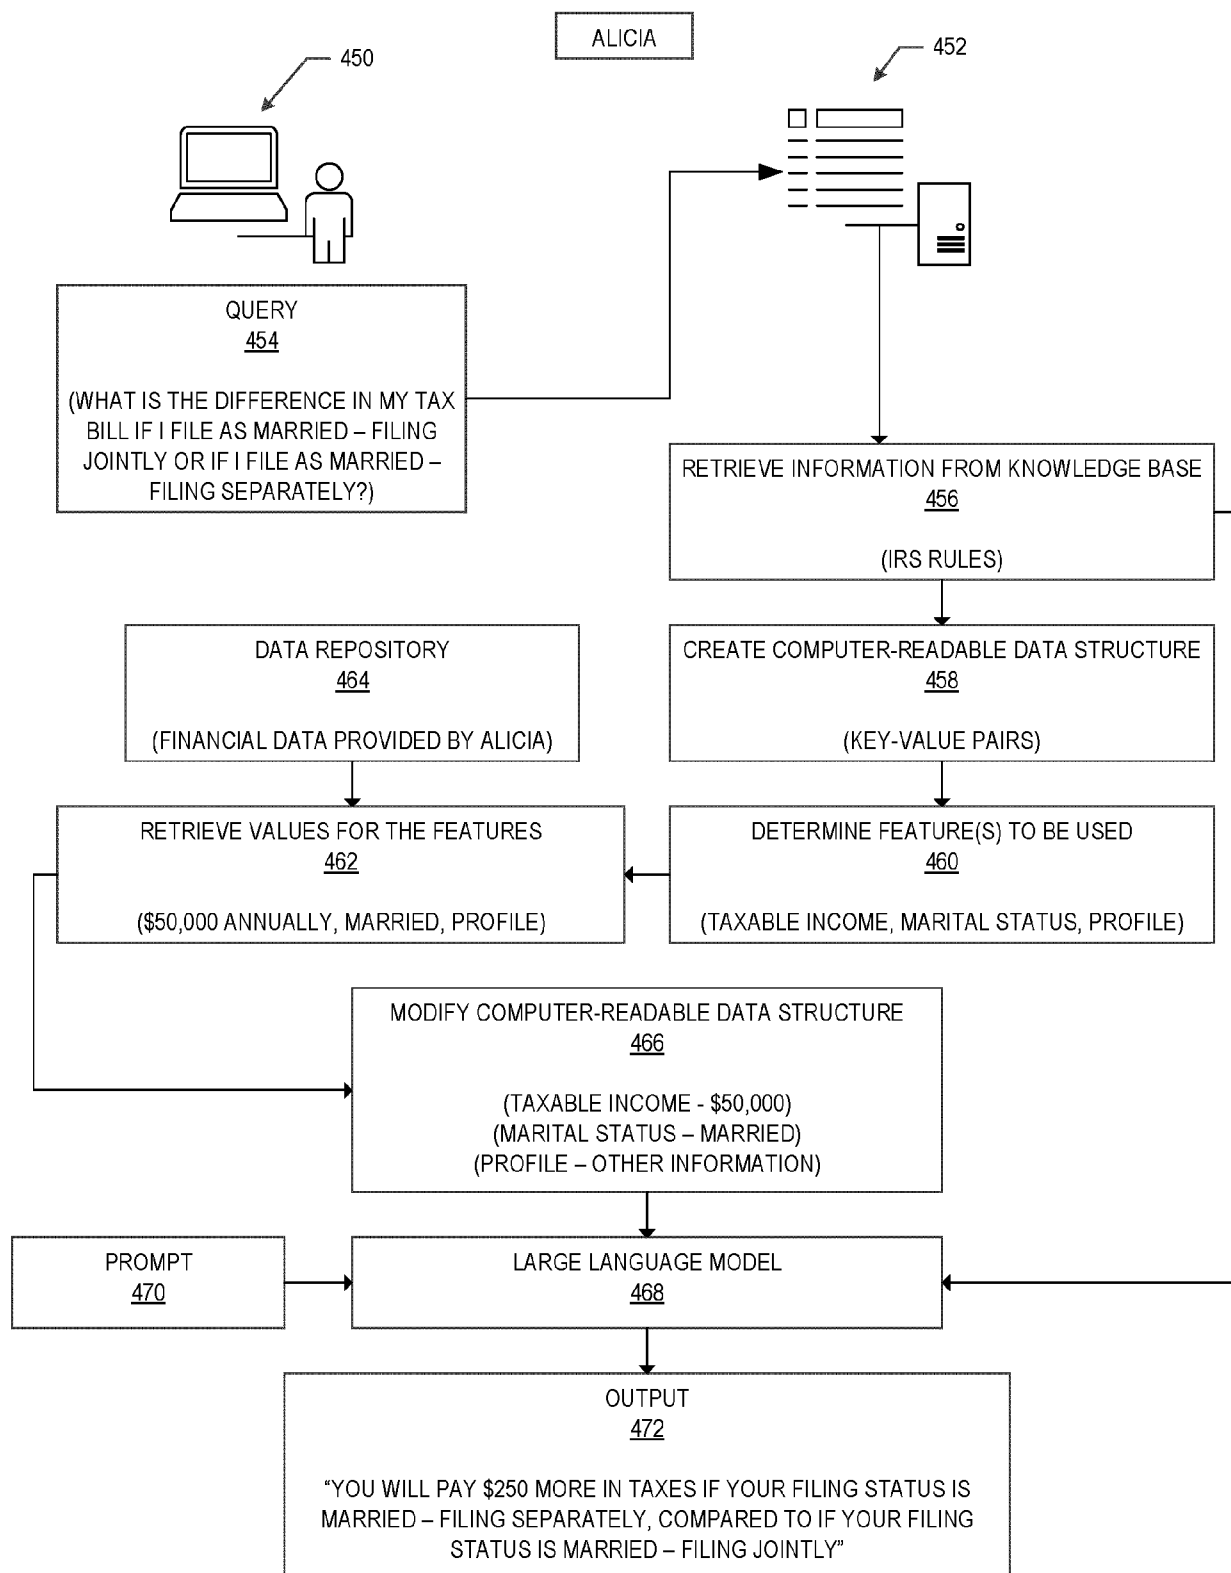 ALICIA
450
452
QUERY
454
(WHAT IS THE DIFFERENCE IN MY TAX
BILL IF I FILE AS MARRIED – FILING
JOINTLY OR IF I FILE AS MARRIED –
FILING SEPARATELY?)
RETRIEVE INFORMATION FROM KNOWLEDGE BASE
456
(IRS RULES)
DATA REPOSITORY
464
(FINANCIAL DATA PROVIDED BY ALICIA)
CREATE COMPUTER-READABLE DATA STRUCTURE
458
(KEY-VALUE PAIRS)
RETRIEVE VALUES FOR THE FEATURES
462
($50,000 ANNUALLY, MARRIED, PROFILE)
DETERMINE FEATURE(S) TO BE USED
460
(TAXABLE INCOME, MARITAL STATUS, PROFILE)
MODIFY COMPUTER-READABLE DATA STRUCTURE
466
(TAXABLE INCOME - $50,000)
(MARITAL STATUS – MARRIED)
(PROFILE – OTHER INFORMATION)
PROMPT
470
LARGE LANGUAGE MODEL
468
OUTPUT
472
“YOU WILL PAY $250 MORE IN TAXES IF YOUR FILING STATUS IS
MARRIED – FILING SEPARATELY, COMPARED TO IF YOUR FILING
STATUS IS MARRIED – FILING JOINTLY”